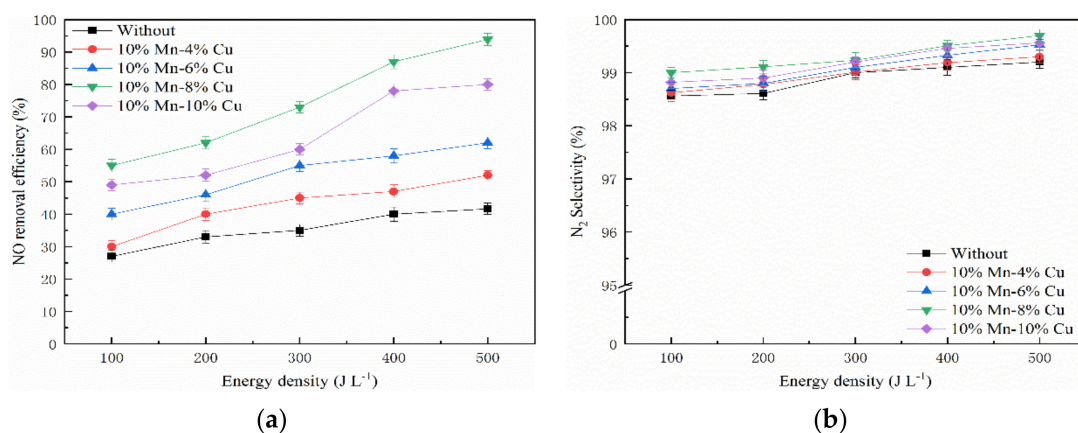 100
90
80
70
60
50
40
30
20
10
0
NO removal efficiency (%)
Without
10% Mn-4% Cu
10% Mn-6% Cu
10% Mn-8% Cu
10% Mn-10% Cu
100 200 300 400 500
Energy density (J L⁻¹)
(a)
100
99
98
97
96
95
0
N₂ Selectivity (%)
Without
10% Mn-4% Cu
10% Mn-6% Cu
10% Mn-8% Cu
10% Mn-10% Cu
100 200 300 400 500
Energy density (J L⁻¹)
(b)